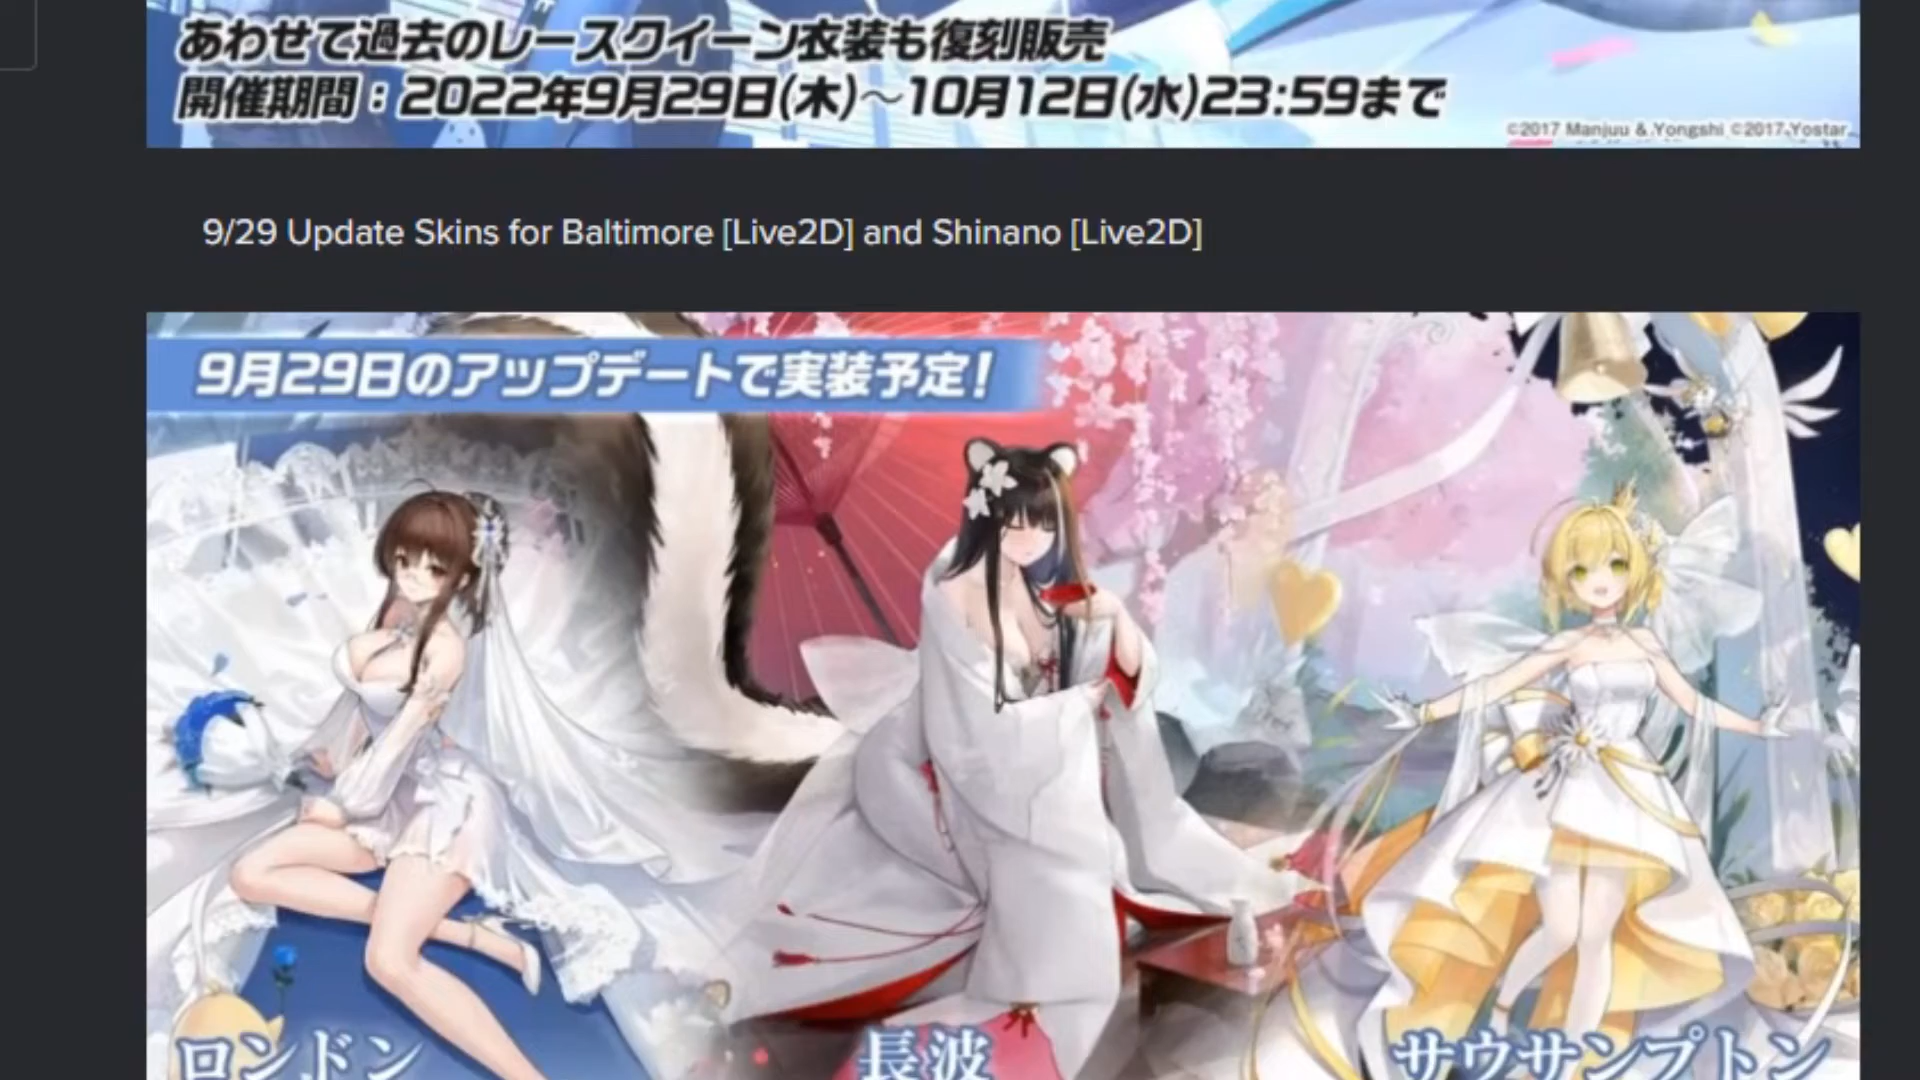 あわせて過去のレースクイーン衣装も復刻販売
開催期間：2022年9月29日(木)～10月12日(水)23:59まで
©2017 Manjuu & Yongshi ©2017 Yostar
9/29 Update Skins for Baltimore [Live2D] and Shinano [Live2D]
9月29日のアップデートで実装予定!
ロンドン
長波
サウサンプトン